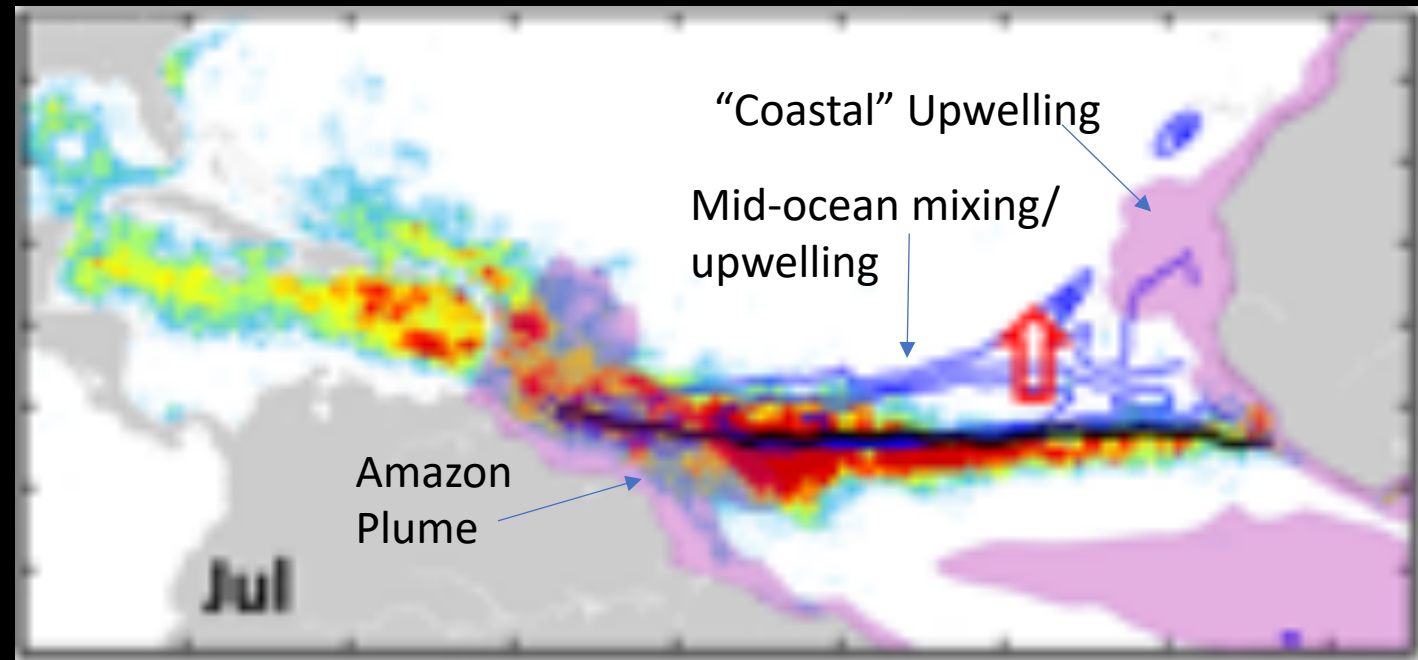 “Coastal” Upwelling
Mid-ocean mixing/
upwelling
Amazon
Plume
Jul